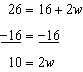 26 = 16 + 2w
-16 = -16
10 = 2w